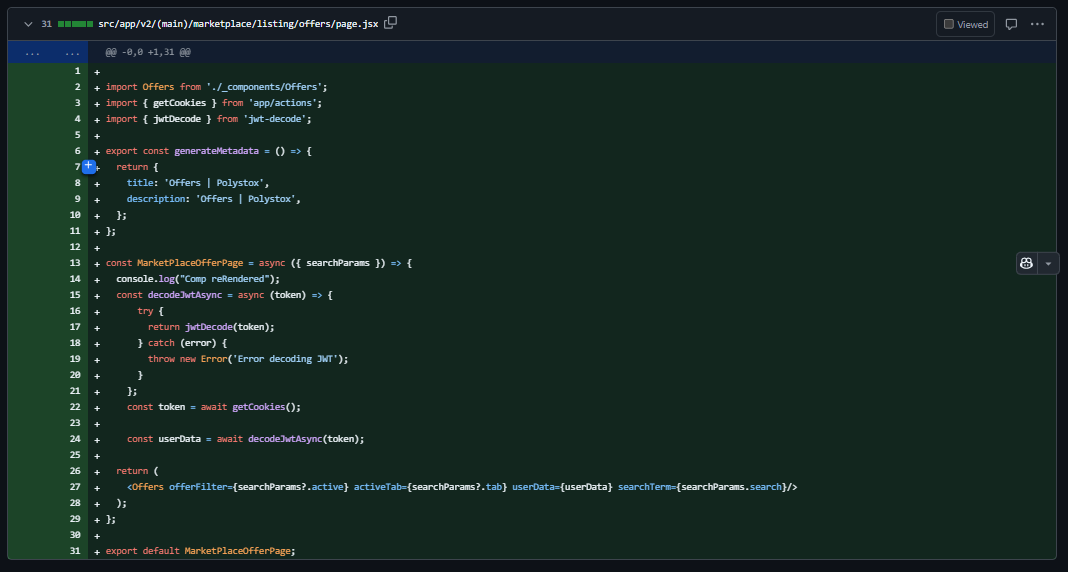 31 src/app/v2/(main)/marketplace/listing/offers/page.jsx Viewed ...
... ... @@ -0,0 +1,31 @@
1 +
2 + import Offers from './_components/Offers';
3 + import { getCookies } from 'app/actions';
4 + import { jwtDecode } from 'jwt-decode';
5 +
6 + export const generateMetadata = () => {
7 + return {
8 + title: 'Offers | Polystox',
9 + description: 'Offers | Polystox',
10 + };
11 + };
12 +
13 + const MarketPlaceOfferPage = async ({ searchParams }) => {
14 + console.log("Comp reRendered");
15 + const decodeJwtAsync = async (token) => {
16 + try {
17 + return jwtDecode(token);
18 + } catch (error) {
19 + throw new Error('Error decoding JWT');
20 + }
21 + };
22 + const token = await getCookies();
23 +
24 + const userData = await decodeJwtAsync(token);
25 +
26 + return (
27 + <Offers offerFilter={searchParams?.active} activeTab={searchParams?.tab} userData={userData} searchTerm={searchParams.search}/>
28 + );
29 + };
30 +
31 + export default MarketPlaceOfferPage;